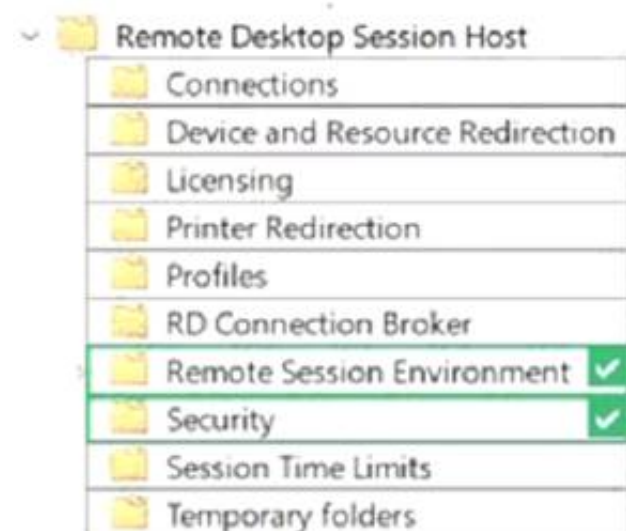 Remote Desktop Session Host
Connections
Device and Resource Redirection
Licensing
Printer Redirection
Profiles
RD Connection Broker
Remote Session Environment
Security
Session Time Limits
Temporary folders